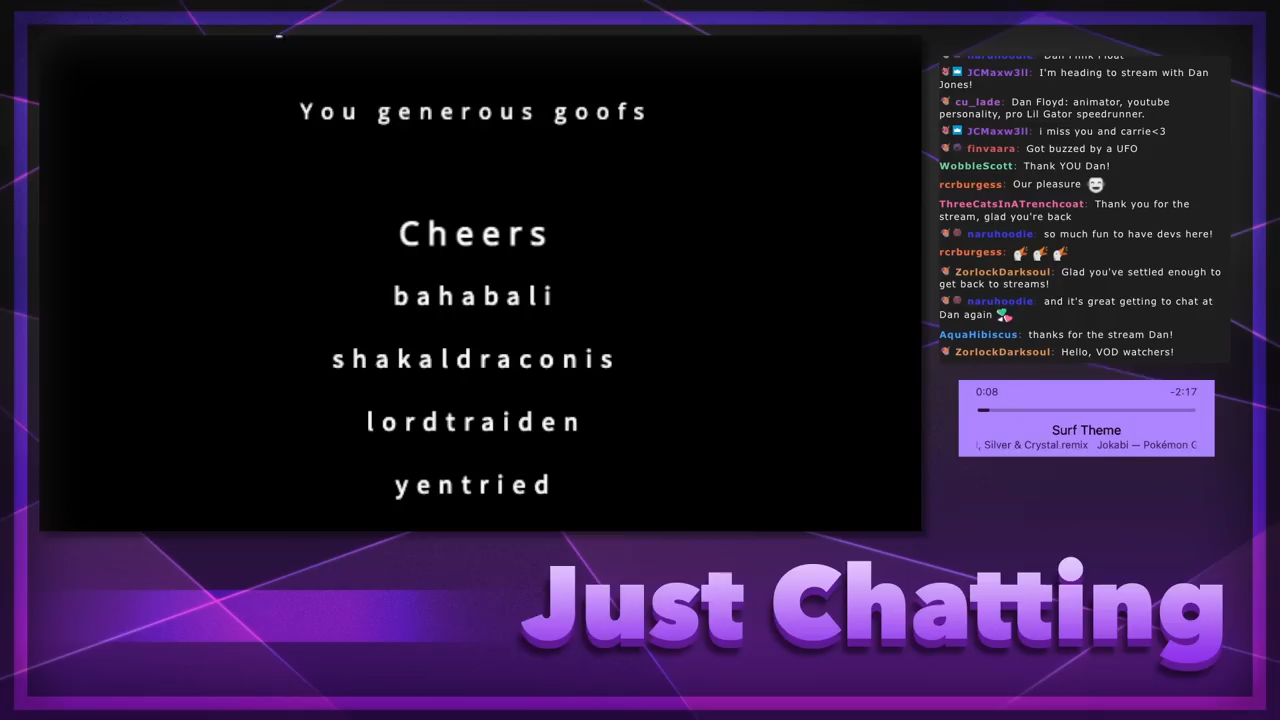 You generous goofs
Cheers
bahabali
shakaldraconis
lordtraiden
yentried
naruhoodie: Dan Pink Float
JCMaxw3ll: I'm heading to stream with Dan
Jones!
cu_lade: Dan Floyd: animator, youtube
personality, pro Lil Gator speedrunner.
JCMaxw3ll: i miss you and carrie<3
finvaara: Got buzzed by a UFO
WobbleScott: Thank YOU Dan!
rcrburgess: Our pleasure
ThreeCatsInATrenchcoat: Thank you for the
stream, glad you're back
naruhoodie: so much fun to have devs here!
rcrburgess:
ZorlockDarksoul: Glad you've settled enough to
get back to streams!
naruhoodie: and it's great getting to chat at
Dan again
AquaHibiscus: thanks for the stream Dan!
ZorlockDarksoul: Hello, VOD watchers!
0:08 -2:17
Surf Theme
, Silver & Crystal.remix Jokabi — Pokémon
Just Chatting